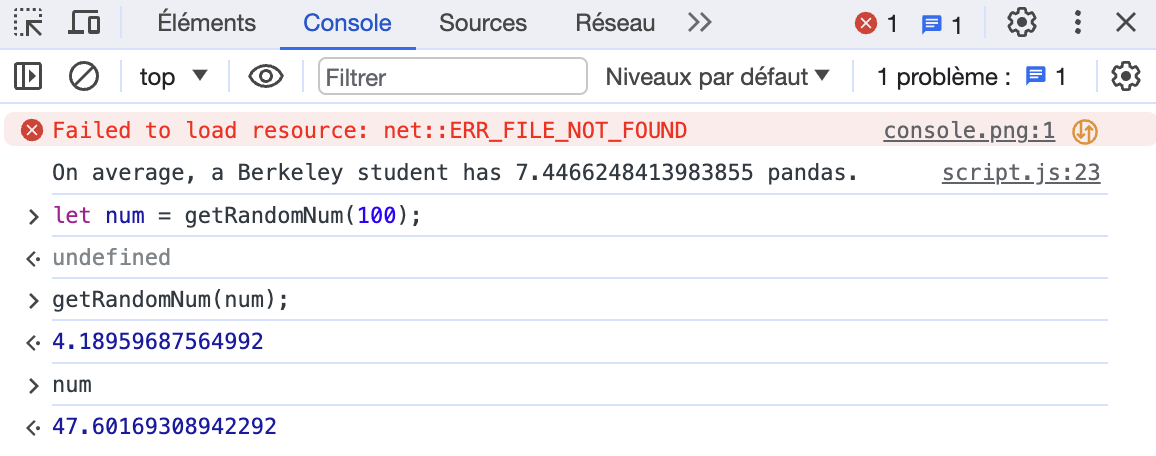 Éléments Console Sources Réseau 1 1
top Filtrer Niveaux par défaut 1 problème : 1
Failed to load resource: net::ERR_FILE_NOT_FOUND console.png:1
On average, a Berkeley student has 7.4466248413983855 pandas. script.js:23
let num = getRandomNum(100);
undefined
getRandomNum(num);
4.18959687564992
num
47.60169308942292